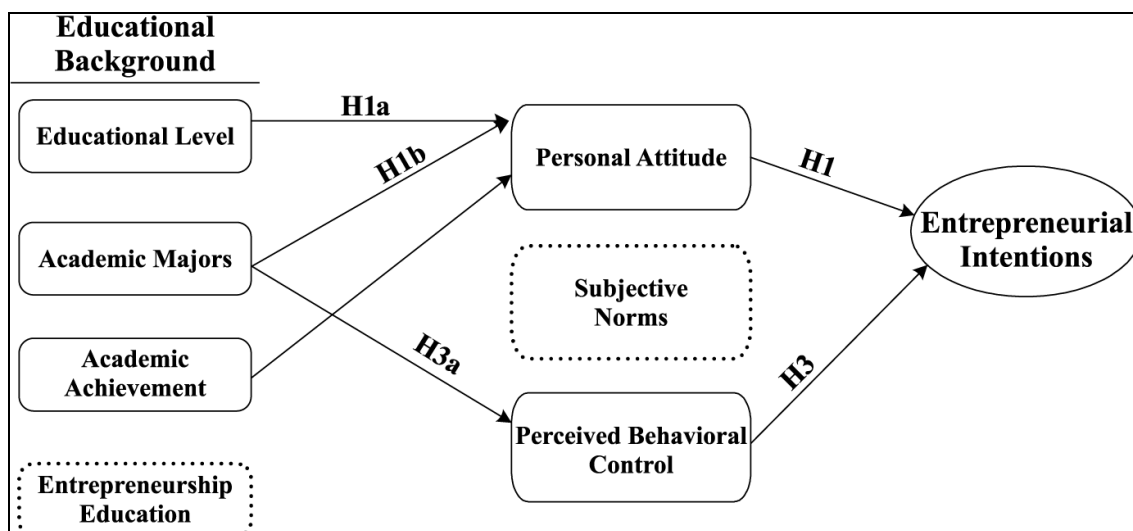 Educational
Background
Educational Level
H1a
H1b
Personal Attitude
H1
Academic Majors
Entrepreneurial
Intentions
Subjective
Norms
Academic
Achievement
H3a
H3
Perceived Behavioral
Control
Entrepreneurship
Education